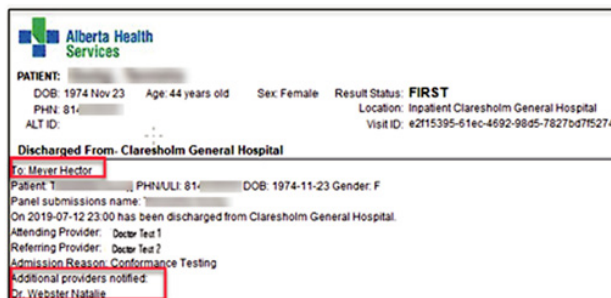 Alberta Health
Services
PATIENT:
DOB: 1974 Nov 23 Age: 44 years old Sex: Female Result Status: FIRST
PHN: 814 Location: Inpatient Claresholm General Hospital
ALT ID: Visit ID: e2f15395-61ec-4692-98d5-7827bd7f5274
Discharged From- Claresholm General Hospital
To: Meyer Hector
Patient: T PHN/ULI: 814 DOB: 1974-11-23 Gender: F
Panel submissions name:
On 2019-07-12 23:00 has been discharged from Claresholm General Hospital.
Attending Provider: Doctor Test 1
Referring Provider: Doctor Test 2
Admission Reason: Conformance Testing
Additional providers notified:
Dr. Webster Natalie